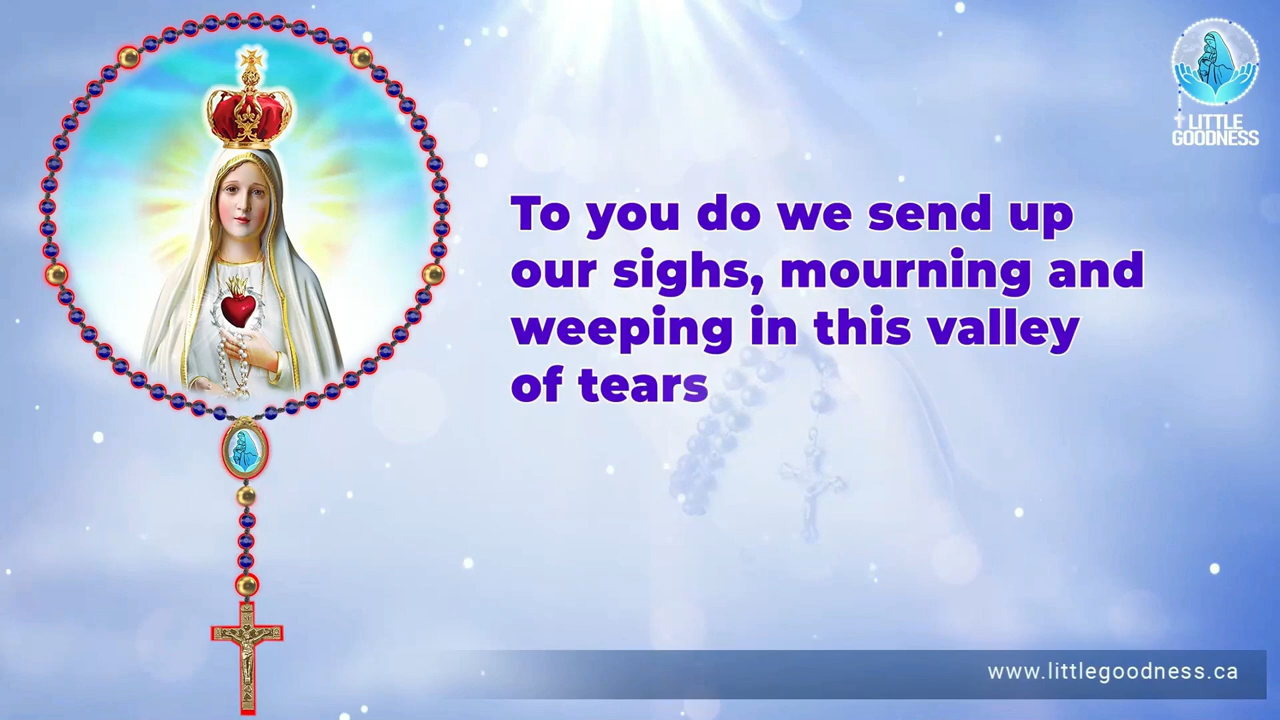 LITTLE
GOODNESS
To you do we send up
our sighs, mourning and
weeping in this valley
of tears
www.littlegoodness.ca